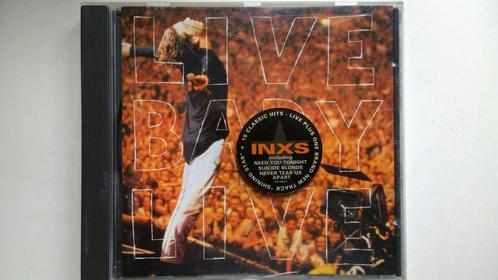 LIVE
BABY
LIVE
15 CLASSIC HITS - LIVE PLUS ONE BRAND NEW TRACK "SHINING STAR"
INXS
including
NEED YOU TONIGHT
SUICIDE BLONDE
NEVER TEAR US
APART